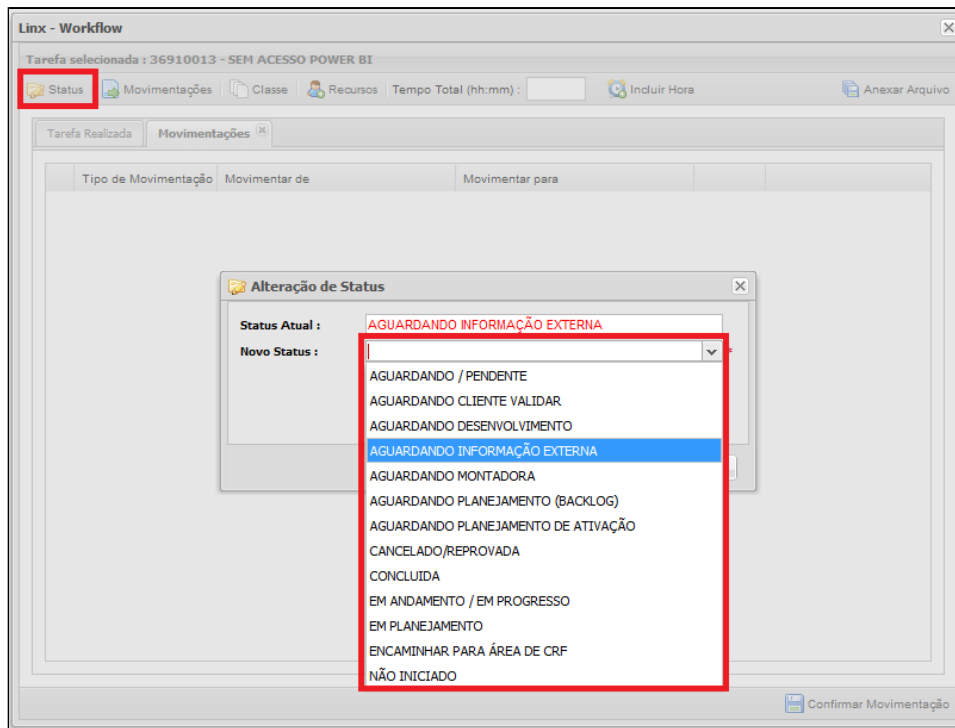 Linx - Workflow
Tarefa selecionada : 36910013 - SEM ACESSO POWER BI
Status Movimentações Classe Recursos Tempo Total (hh:mm) : Incluir Hora Anexar Arquivo
Tarefa Realizada Movimentações
Tipo de Movimentação Movimentar de Movimentar para
Alteração de Status
Status Atual : AGUARDANDO INFORMAÇÃO EXTERNA
Novo Status :
AGUARDANDO / PENDENTE
AGUARDANDO CLIENTE VALIDAR
AGUARDANDO DESENVOLVIMENTO
AGUARDANDO INFORMAÇÃO EXTERNA
AGUARDANDO MONTADORA
AGUARDANDO PLANEJAMENTO (BACKLOG)
AGUARDANDO PLANEJAMENTO DE ATIVAÇÃO
CANCELADO/REPROVADA
CONCLUIDA
EM ANDAMENTO / EM PROGRESSO
EM PLANEJAMENTO
ENCAMINHAR PARA ÁREA DE CRF
NÃO INICIADO
Confirmar Movimentação